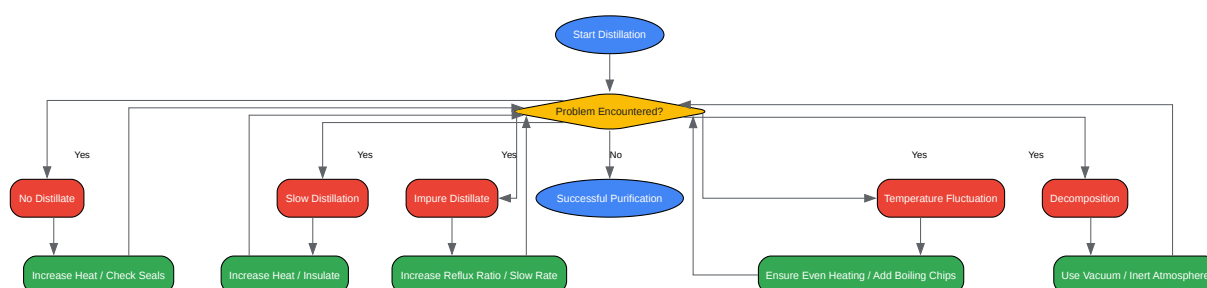 Start Distillation
Problem Encountered?
Yes
Yes
Yes
No
Yes
Yes
No Distillate
Slow Distillation
Impure Distillate
Successful Purification
Temperature Fluctuation
Decomposition
Increase Heat / Check Seals
Increase Heat / Insulate
Increase Reflux Ratio / Slow Rate
Ensure Even Heating / Add Boiling Chips
Use Vacuum / Inert Atmosphere